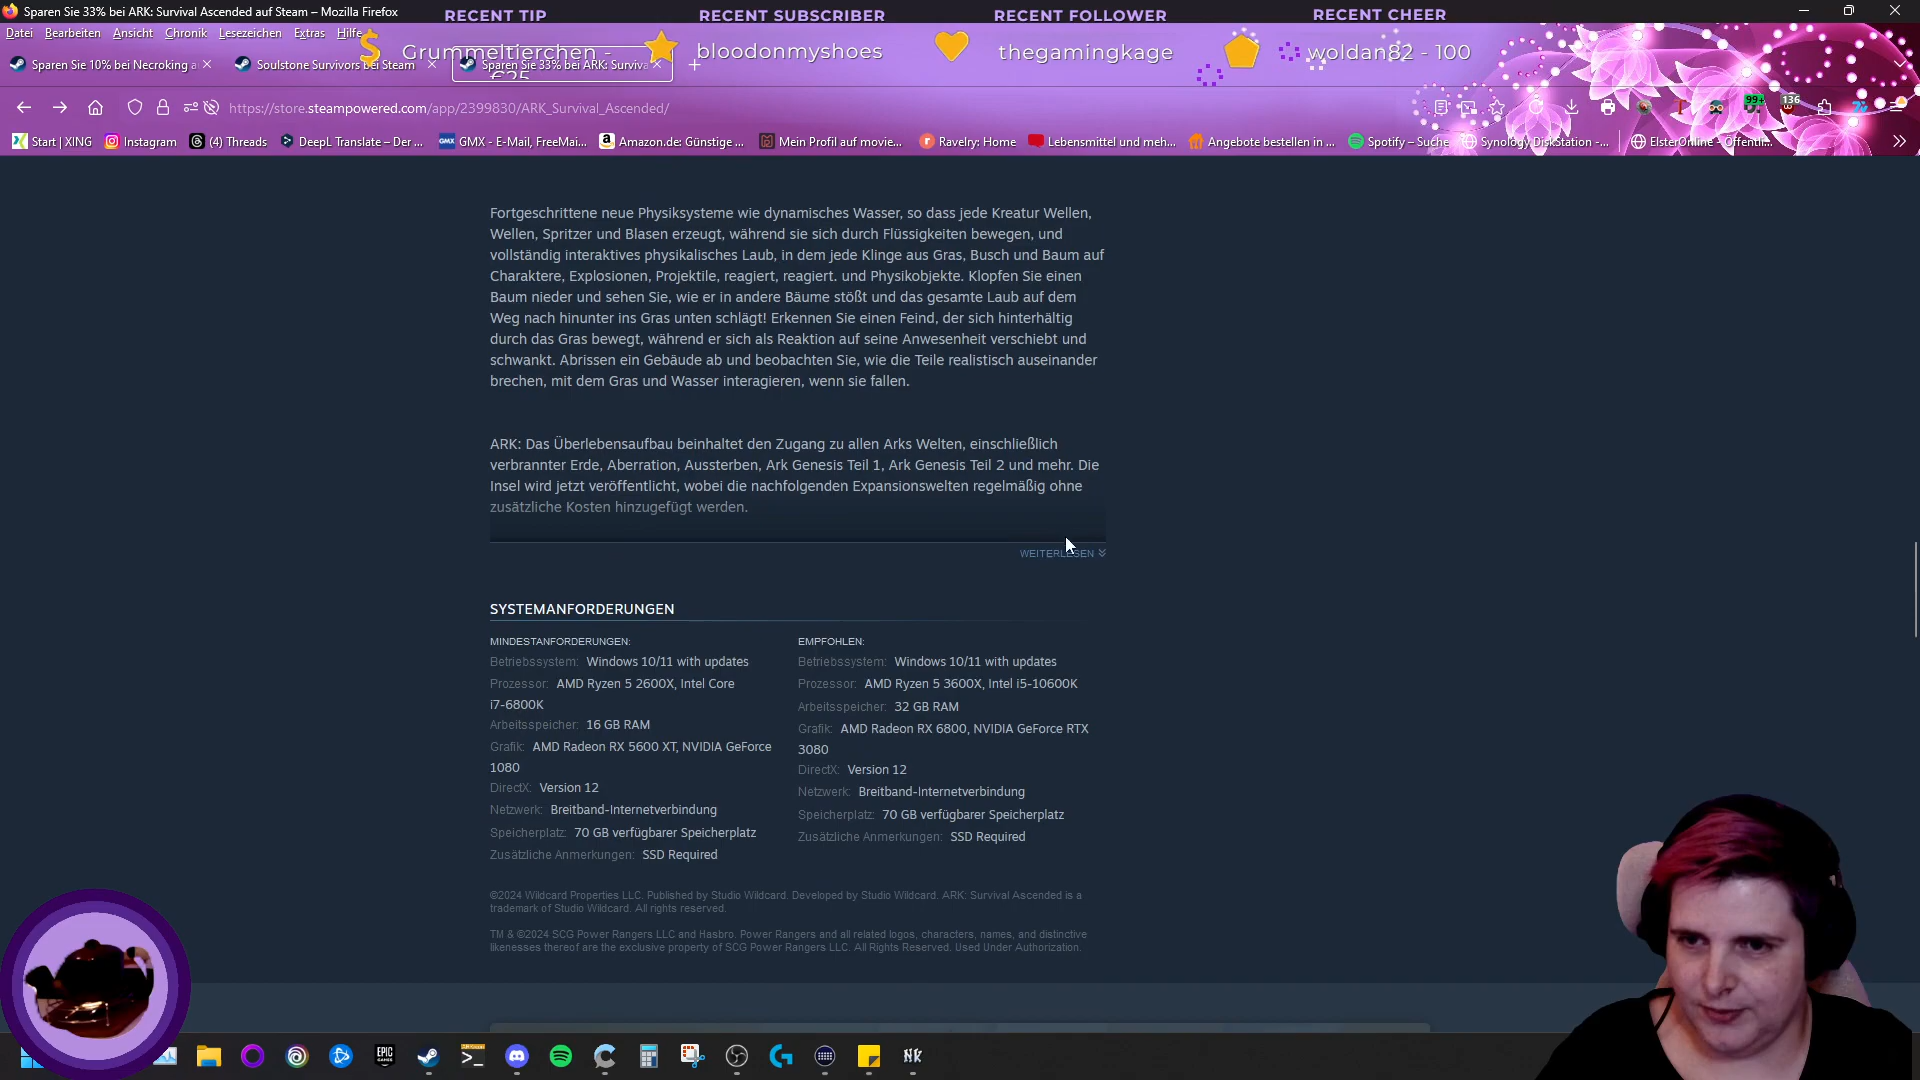 Sparen Sie 33% bei ARK: Survival Ascended auf Steam – Mozilla Firefox
RECENT TIP
RECENT SUBSCRIBER
RECENT FOLLOWER
RECENT CHEER
Datei Bearbeiten Ansicht Chronik Lesezeichen Extras Hilfe
Grummeltierchen -
€25
bloodonmyshoes
thegamingkage
woldan82 - 100
Sparen Sie 10% bei Necroking a
Soulstone Survivors bei Steam
Sparen Sie 33% bei ARK: Surviva
https://store.steampowered.com/app/2399830/ARK_Survival_Ascended/
99+
136
Start | XING
Instagram
(4) Threads
DeepL Translate – Der ...
GMX - E-Mail, FreeMai...
Amazon.de: Günstige ...
Mein Profil auf movie...
Ravelry: Home
Lebensmittel und meh...
Angebote bestellen in ...
Spotify – Suche
Synology DiskStation -...
ElsterOnline - Öffentli...
Fortgeschrittene neue Physiksysteme wie dynamisches Wasser, so dass jede Kreatur Wellen,
Wellen, Spritzer und Blasen erzeugt, während sie sich durch Flüssigkeiten bewegen, und
vollständig interaktives physikalisches Laub, in dem jede Klinge aus Gras, Busch und Baum auf
Charaktere, Explosionen, Projektile, reagiert, reagiert. und Physikobjekte. Klopfen Sie einen
Baum nieder und sehen Sie, wie er in andere Bäume stößt und das gesamte Laub auf dem
Weg nach hinunter ins Gras unten schlägt! Erkennen Sie einen Feind, der sich hinterhältig
durch das Gras bewegt, während er sich als Reaktion auf seine Anwesenheit verschiebt und
schwankt. Abrissen ein Gebäude ab und beobachten Sie, wie die Teile realistisch auseinander
brechen, mit dem Gras und Wasser interagieren, wenn sie fallen.
ARK: Das Überlebensaufbau beinhaltet den Zugang zu allen Arks Welten, einschließlich
verbrannter Erde, Aberration, Aussterben, Ark Genesis Teil 1, Ark Genesis Teil 2 und mehr. Die
Insel wird jetzt veröffentlicht, wobei die nachfolgenden Expansionswelten regelmäßig ohne
zusätzliche Kosten hinzugefügt werden.
WEITERLESEN
SYSTEMANFORDERUNGEN
MINDESTANFORDERUNGEN:
Betriebssystem: Windows 10/11 with updates
Prozessor: AMD Ryzen 5 2600X, Intel Core
i7-6800K
Arbeitsspeicher: 16 GB RAM
Grafik: AMD Radeon RX 5600 XT, NVIDIA GeForce
1080
DirectX: Version 12
Netzwerk: Breitband-Internetverbindung
Speicherplatz: 70 GB verfügbarer Speicherplatz
Zusätzliche Anmerkungen: SSD Required
EMPFOHLEN:
Betriebssystem: Windows 10/11 with updates
Prozessor: AMD Ryzen 5 3600X, Intel i5-10600K
Arbeitsspeicher: 32 GB RAM
Grafik: AMD Radeon RX 6800, NVIDIA GeForce RTX
3080
DirectX: Version 12
Netzwerk: Breitband-Internetverbindung
Speicherplatz: 70 GB verfügbarer Speicherplatz
Zusätzliche Anmerkungen: SSD Required
©2024 Wildcard Properties LLC. Published by Studio Wildcard. Developed by Studio Wildcard. ARK: Survival Ascended is a
trademark of Studio Wildcard. All rights reserved.
TM & ©2024 SCG Power Rangers LLC and Hasbro. Power Rangers and all related logos, characters, names, and distinctive
likenesses thereof are the exclusive property of SCG Power Rangers LLC. All Rights Reserved. Used Under Authorization.
EPIC
GAMES
NK